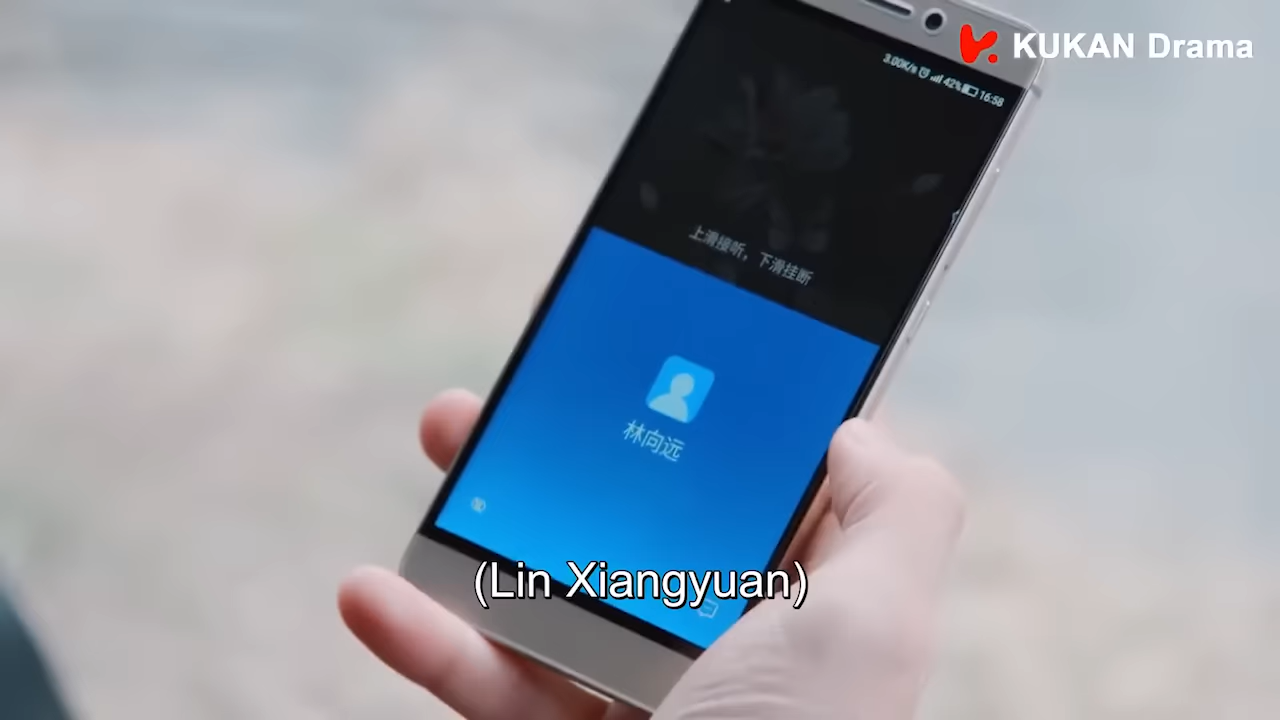 KUKAN Drama
3.00K/s 42% 16:58
上滑接听，下滑挂断
林向远
(Lin Xiangyuan)